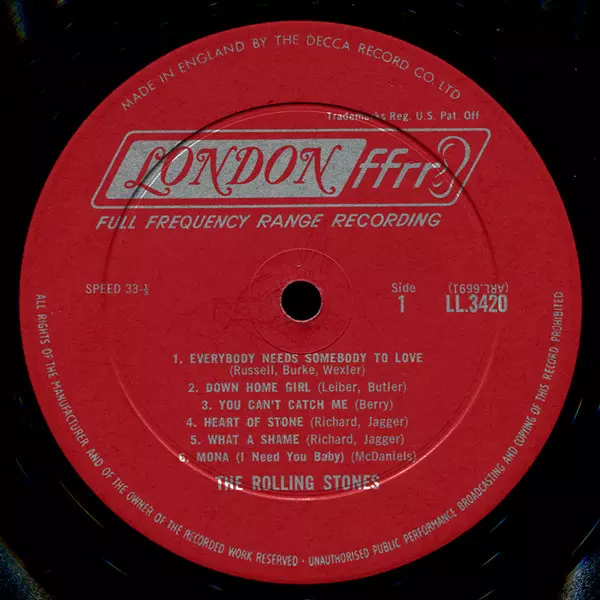 MADE IN ENGLAND BY THE DECCA RECORD CO. LTD
Trademarks Reg. U.S. Pat. Off
LONDON ffrr
FULL FREQUENCY RANGE RECORDING
SPEED 33⅓
Side 1
(ARL.6691)
LL.3420
1. EVERYBODY NEEDS SOMEBODY TO LOVE
(Russell, Burke, Wexler)
2. DOWN HOME GIRL (Leiber, Butler)
3. YOU CAN'T CATCH ME (Berry)
4. HEART OF STONE (Richard, Jagger)
5. WHAT A SHAME (Richard, Jagger)
6. MONA (I Need You Baby) (McDaniels)
THE ROLLING STONES
ALL RIGHTS OF THE MANUFACTURER AND OF THE OWNER OF THE RECORDED WORK RESERVED · UNAUTHORISED PUBLIC PERFORMANCE BROADCASTING AND COPYING OF THIS RECORD PROHIBITED